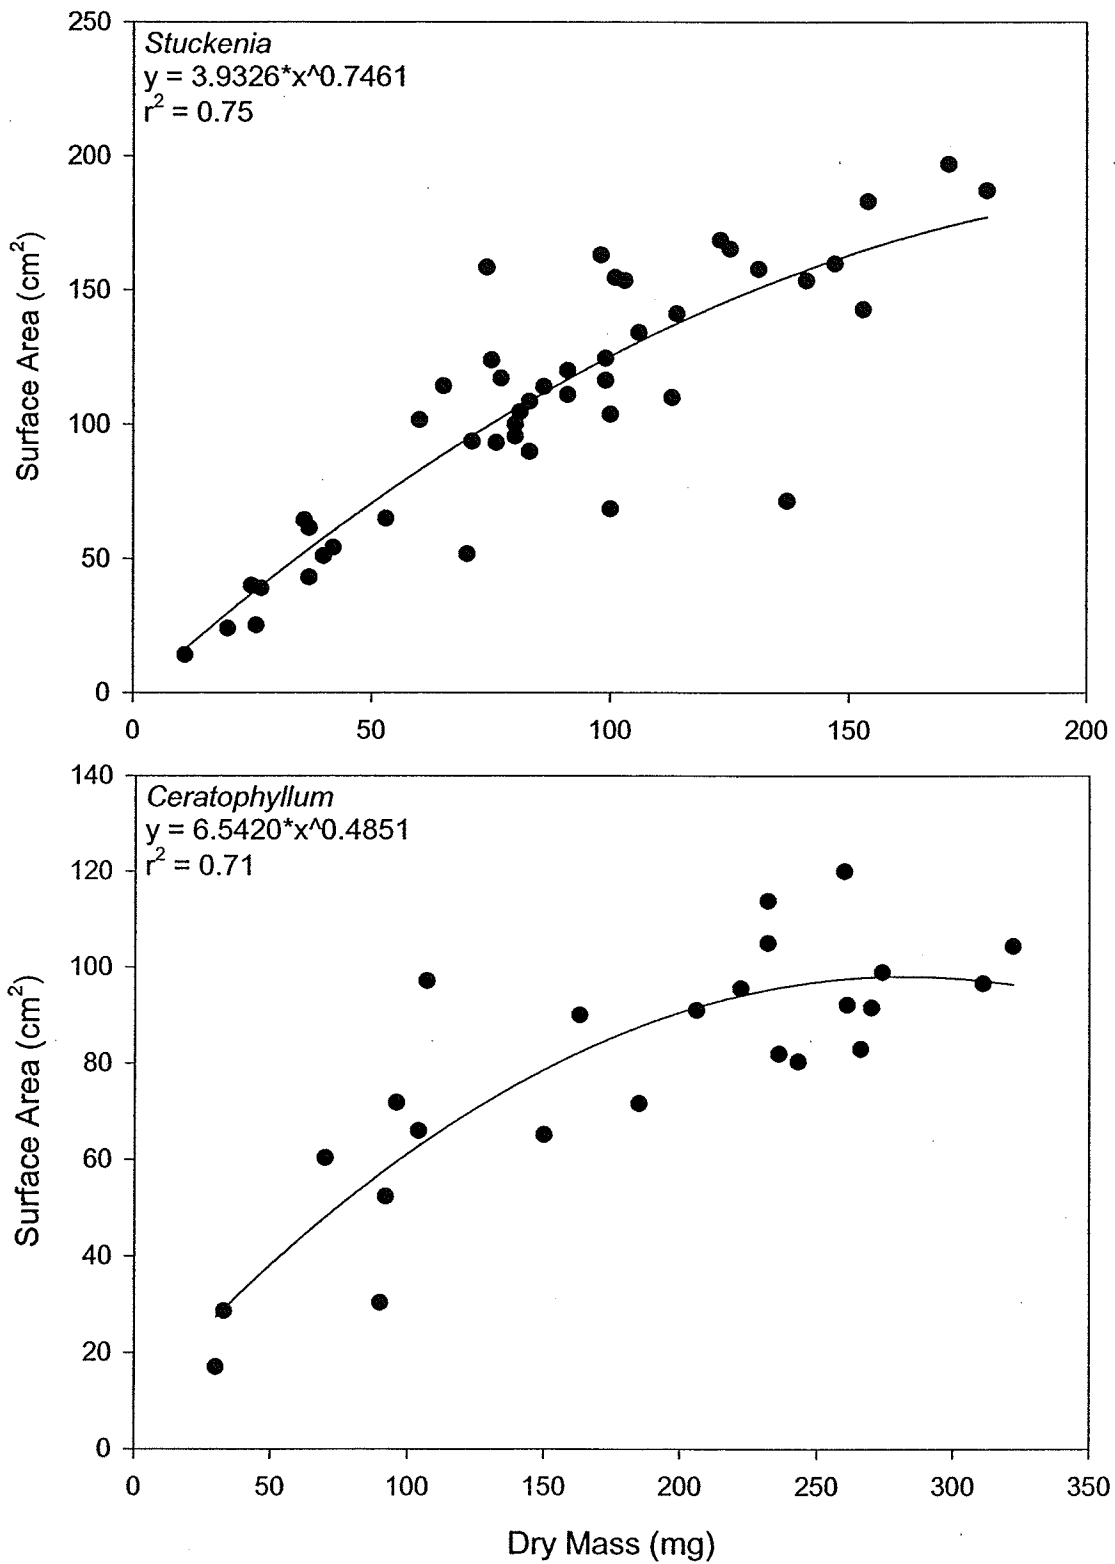 250
Stuckenia
y = 3.9326*x^0.7461
r² = 0.75
200
150
100
50
0
Surface Area (cm²)
0 50 100 150 200
140
Ceratophyllum
y = 6.5420*x^0.4851
r² = 0.71
120
100
80
60
40
20
0
Surface Area (cm²)
0 50 100 150 200 250 300 350
Dry Mass (mg)